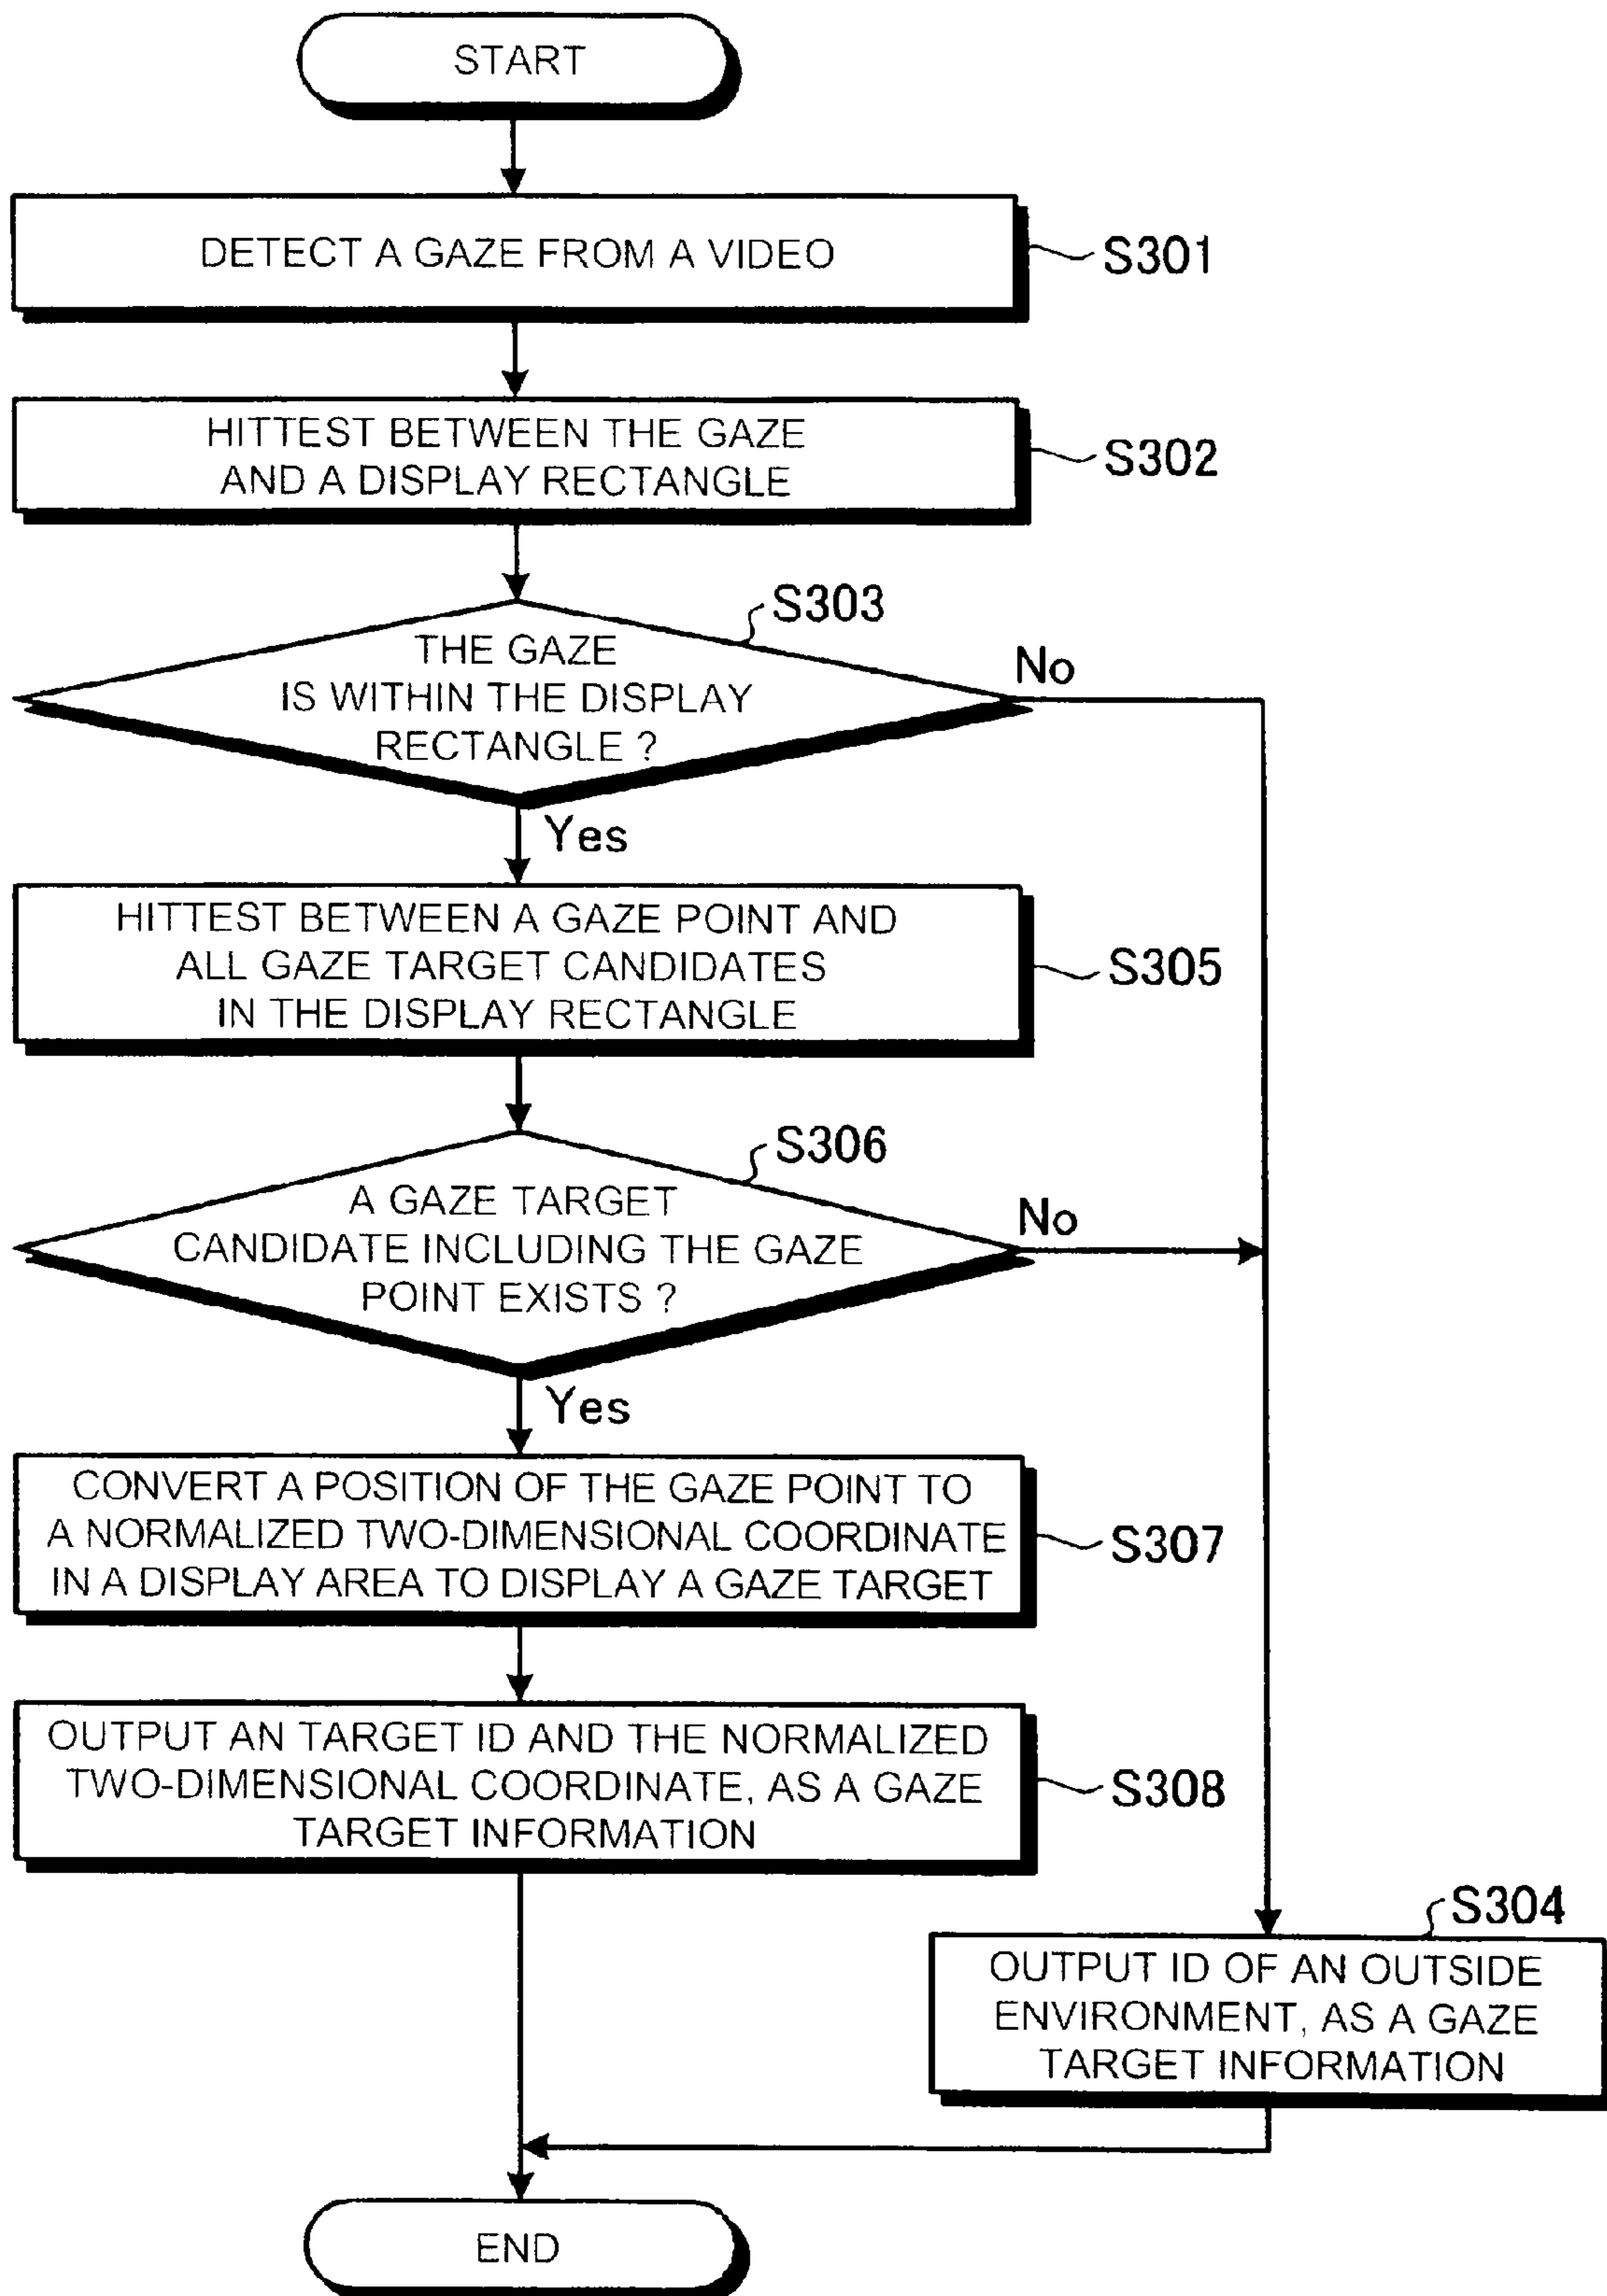 START
DETECT A GAZE FROM A VIDEO
S301
HITTEST BETWEEN THE GAZE
AND A DISPLAY RECTANGLE
S302
S303
THE GAZE
IS WITHIN THE DISPLAY
RECTANGLE ?
No
Yes
HITTEST BETWEEN A GAZE POINT AND
ALL GAZE TARGET CANDIDATES
IN THE DISPLAY RECTANGLE
S305
S306
A GAZE TARGET
CANDIDATE INCLUDING THE GAZE
POINT EXISTS ?
No
Yes
CONVERT A POSITION OF THE GAZE POINT TO
A NORMALIZED TWO-DIMENSIONAL COORDINATE
IN A DISPLAY AREA TO DISPLAY A GAZE TARGET
S307
OUTPUT AN TARGET ID AND THE NORMALIZED
TWO-DIMENSIONAL COORDINATE, AS A GAZE
TARGET INFORMATION
S308
S304
OUTPUT ID OF AN OUTSIDE
ENVIRONMENT, AS A GAZE
TARGET INFORMATION
END